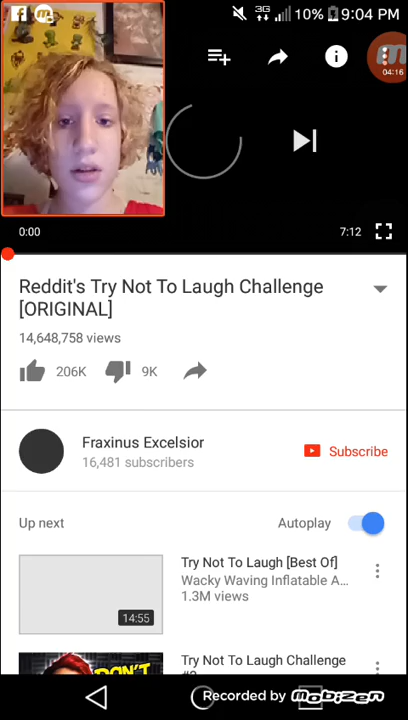 3G 10% 9:04 PM
04:16
0:00
7:12
Reddit's Try Not To Laugh Challenge
[ORIGINAL]
14,648,758 views
206K
9K
Fraxinus Excelsior
16,481 subscribers
Subscribe
Up next
Autoplay
14:55
Try Not To Laugh [Best Of]
Wacky Waving Inflatable A...
1.3M views
DON'T
Try Not To Laugh Challenge
Recorded by Mobizen